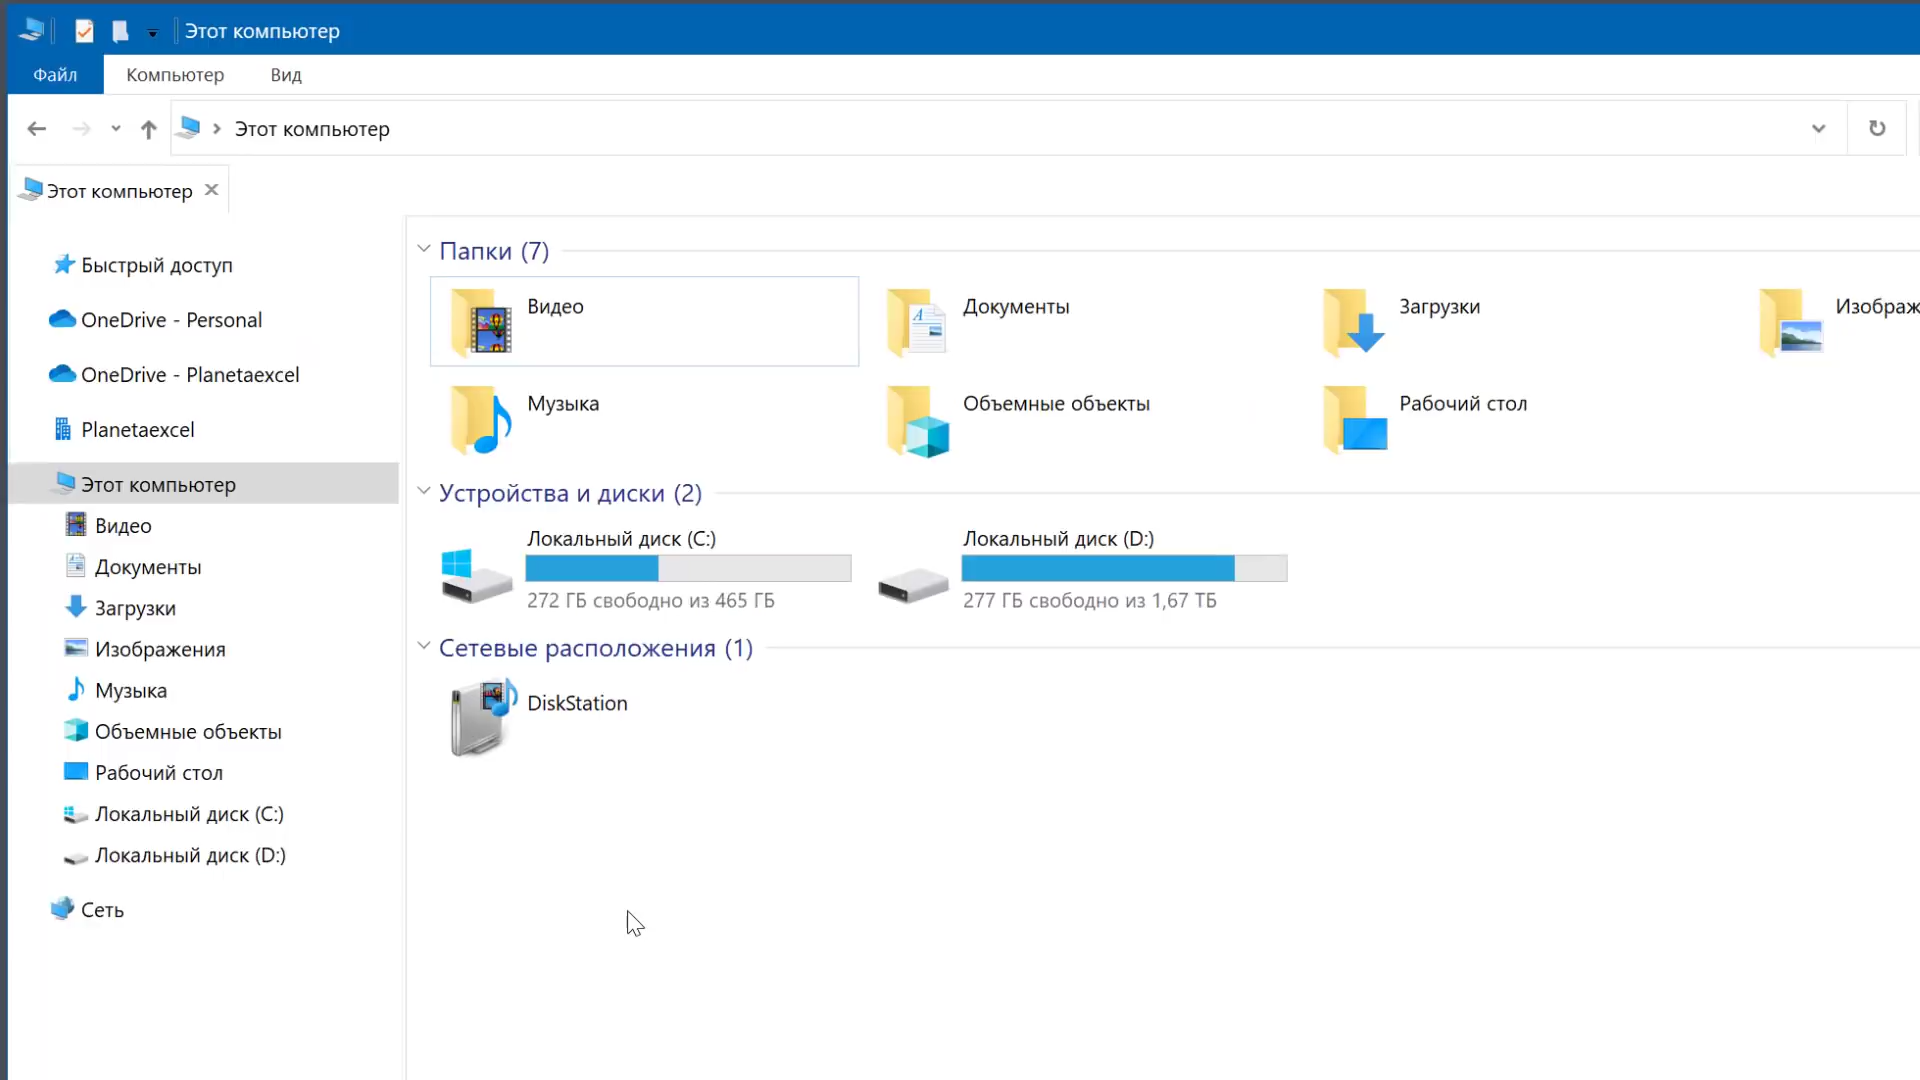 Этот компьютер
Файл
Компьютер
Вид
Этот компьютер
Этот компьютер
Быстрый доступ
OneDrive - Personal
OneDrive - Planetaexcel
Planetaexcel
Этот компьютер
Видео
Документы
Загрузки
Изображения
Музыка
Объемные объекты
Рабочий стол
Локальный диск (C:)
Локальный диск (D:)
Сеть
Папки (7)
Видео
Документы
Загрузки
Изображ
Музыка
Объемные объекты
Рабочий стол
Устройства и диски (2)
Локальный диск (C:)
272 ГБ свободно из 465 ГБ
Локальный диск (D:)
277 ГБ свободно из 1,67 ТБ
Сетевые расположения (1)
DiskStation